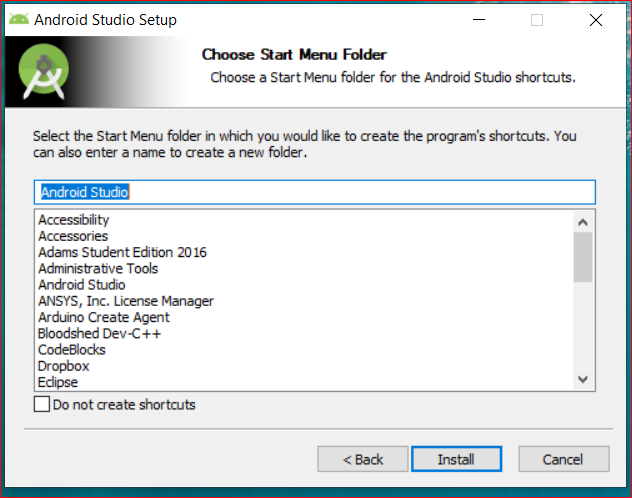 Android Studio Setup
Choose Start Menu Folder
Choose a Start Menu folder for the Android Studio shortcuts.
Select the Start Menu folder in which you would like to create the program's shortcuts. You
can also enter a name to create a new folder.
Android Studio
Accessibility
Accessories
Adams Student Edition 2016
Administrative Tools
Android Studio
ANSYS, Inc. License Manager
Arduino Create Agent
Bloodshed Dev-C++
CodeBlocks
Dropbox
Eclipse
Do not create shortcuts
< Back Install Cancel